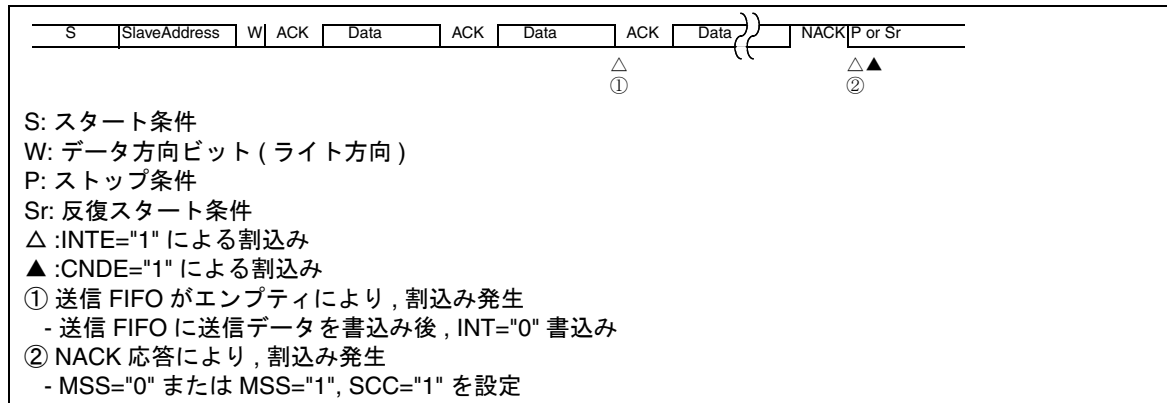 S SlaveAddress W ACK Data ACK Data ACK Data NACK P or Sr
△ △▲
① ②
S: スタート条件
W: データ方向ビット ( ライト方向 )
P: ストップ条件
Sr: 反復スタート条件
△ :INTE="1" による割込み
▲ :CNDE="1" による割込み
① 送信 FIFO がエンプティにより , 割込み発生
- 送信 FIFO に送信データを書込み後 , INT="0" 書込み
② NACK 応答により , 割込み発生
- MSS="0" または MSS="1", SCC="1" を設定